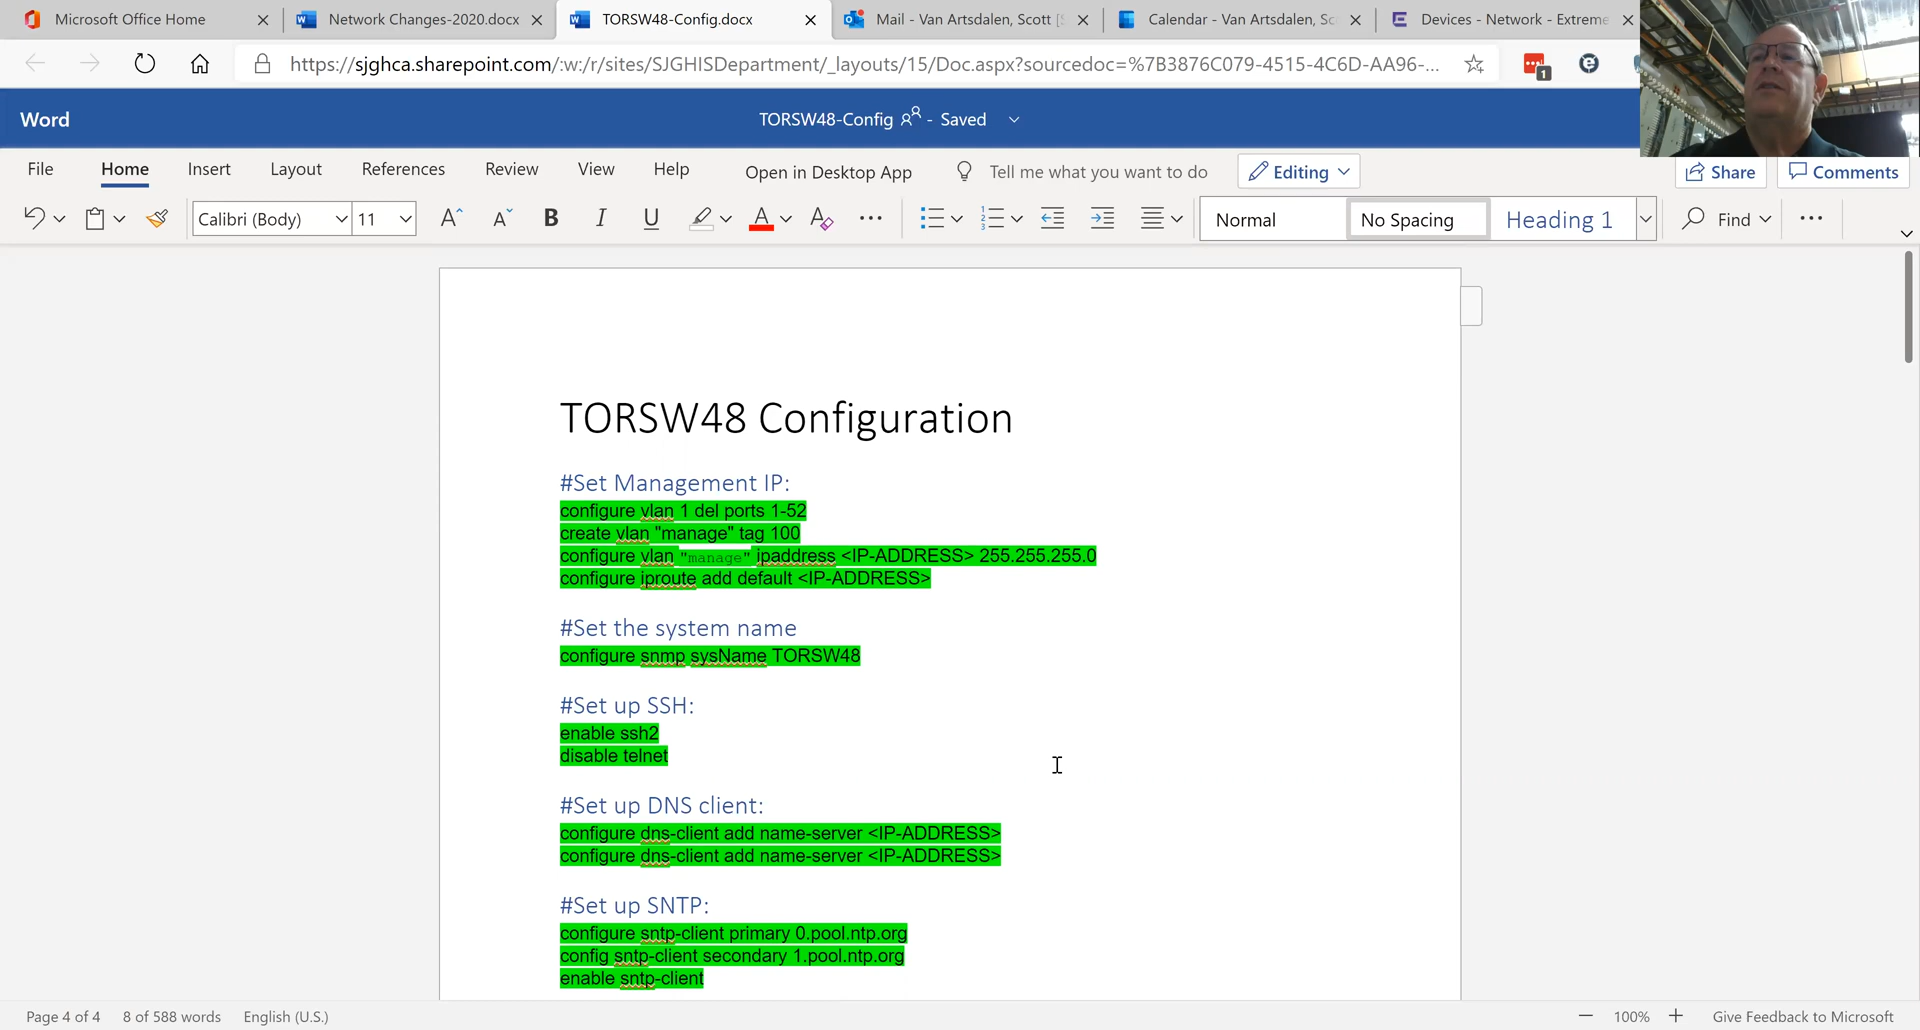 Microsoft Office Home
Network Changes-2020.docx
TORSW48-Config.docx
Mail - Van Artsdalen, Scott [S
Calendar - Van Artsdalen, Sc
Devices - Network - Extreme
https://sjghca.sharepoint.com/:w:/r/sites/SJGHISDepartment/_layouts/15/Doc.aspx?sourcedoc=%7B3876C079-4515-4C6D-AA96-...
1
Word
TORSW48-Config - Saved
File Home Insert Layout References Review View Help Open in Desktop App Tell me what you want to do Editing Share Comments
Calibri (Body) 11 A A B I U A A Normal No Spacing Heading 1 Find
TORSW48 Configuration
#Set Management IP:
configure vlan 1 del ports 1-52
create vlan "manage" tag 100
configure vlan "manage" ipaddress <IP-ADDRESS> 255.255.255.0
configure iproute add default <IP-ADDRESS>
#Set the system name
configure snmp sysName TORSW48
#Set up SSH:
enable ssh2
disable telnet
#Set up DNS client:
configure dns-client add name-server <IP-ADDRESS>
configure dns-client add name-server <IP-ADDRESS>
#Set up SNTP:
configure sntp-client primary 0.pool.ntp.org
config sntp-client secondary 1.pool.ntp.org
enable sntp-client
Page 4 of 4 8 of 588 words English (U.S.) 100% Give Feedback to Microsoft